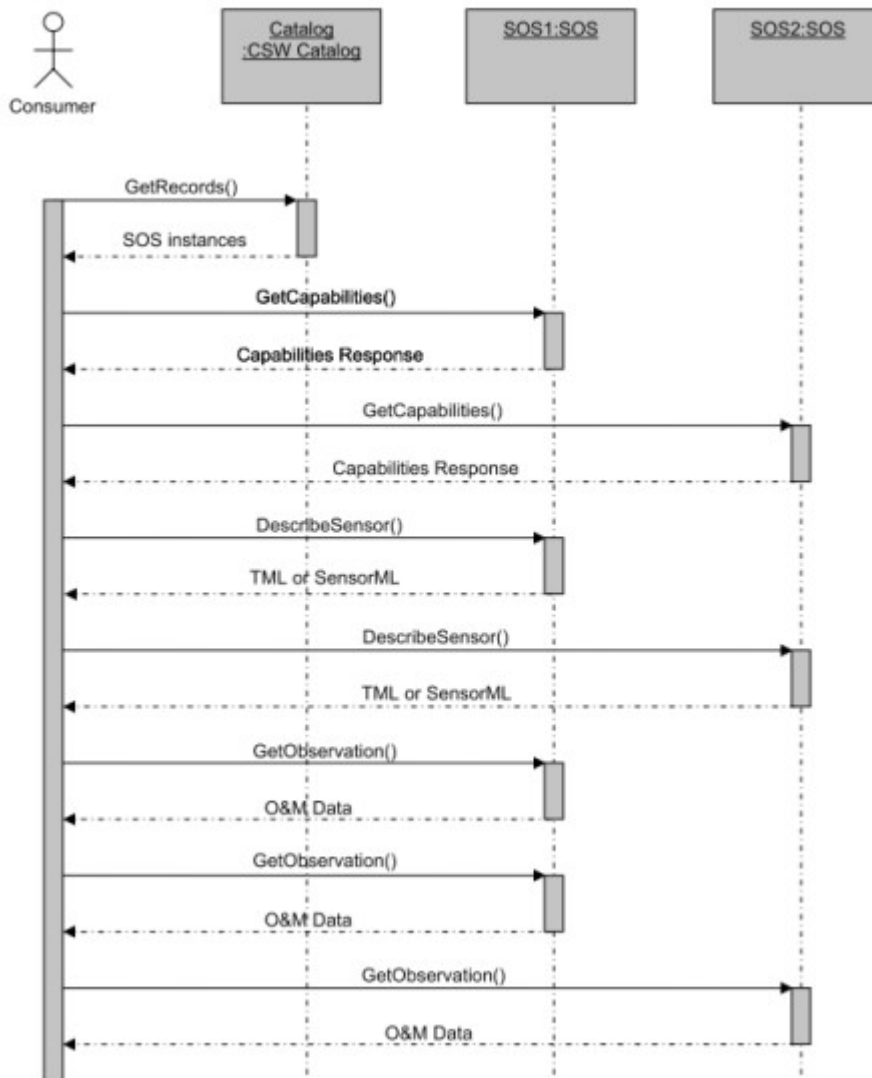 Catalog
:CSW Catalog
SOS1:SOS
SOS2:SOS
Consumer
GetRecords()
SOS instances
GetCapabilities()
Capabilities Response
GetCapabilities()
Capabilities Response
DescribeSensor()
TML or SensorML
DescribeSensor()
TML or SensorML
GetObservation()
O&M Data
GetObservation()
O&M Data
GetObservation()
O&M Data